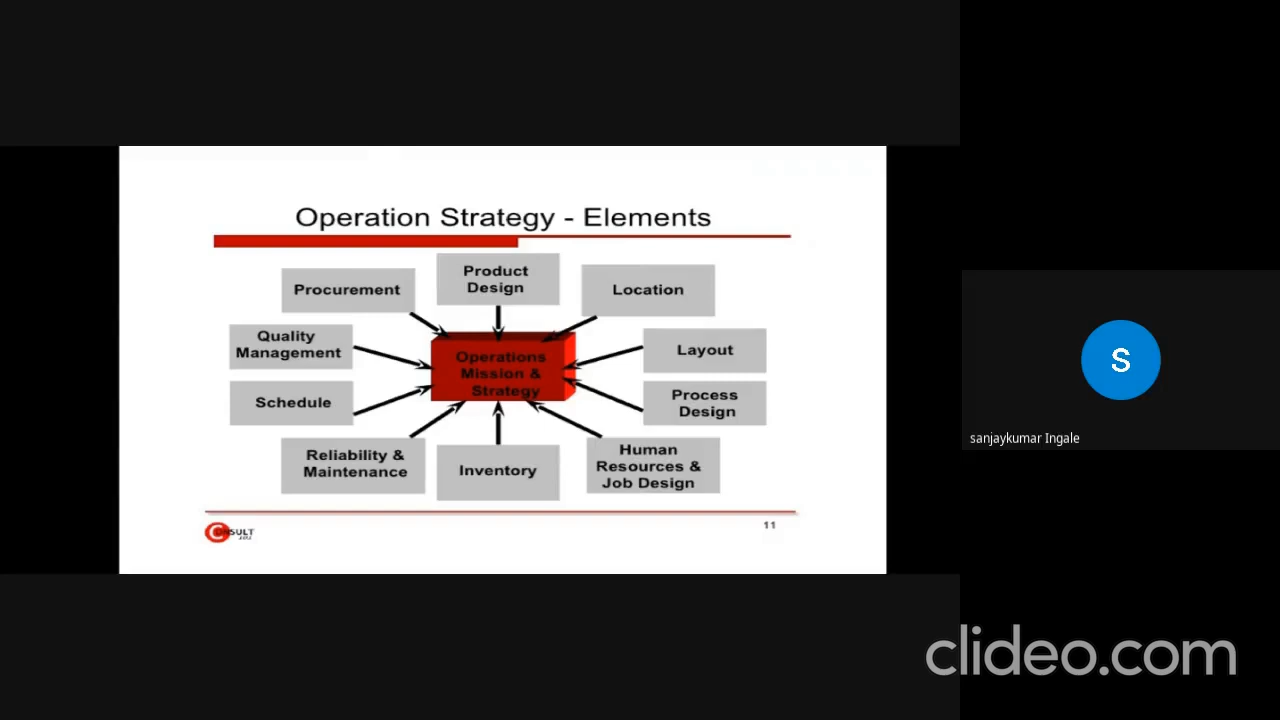 Operation Strategy - Elements
Procurement
Product
Design
Location
Quality
Management
Operations
Mission &
Strategy
Layout
Schedule
Process
Design
Reliability &
Maintenance
Inventory
Human
Resources &
Job Design
11
S
sanjaykumar Ingale
clideo.com